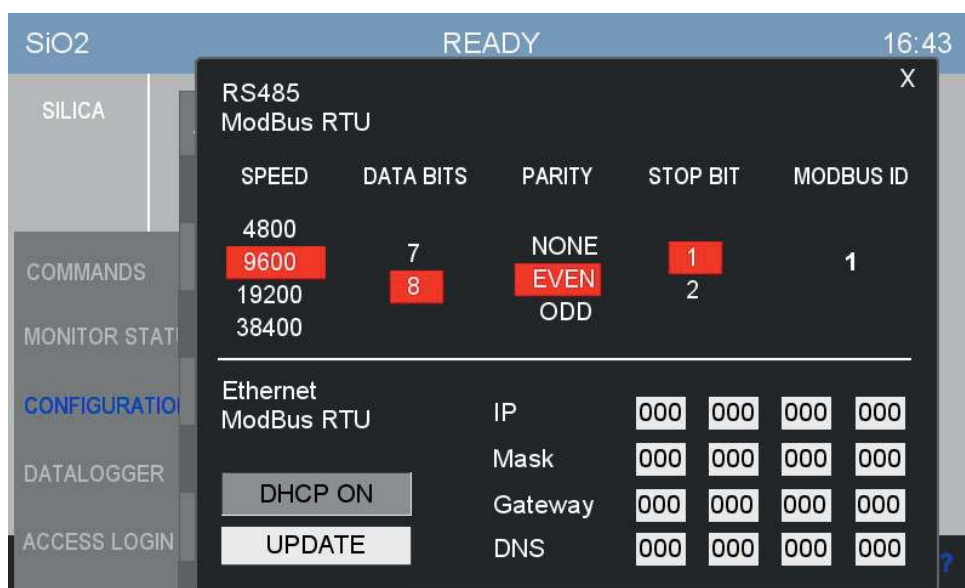 SiO2 READY 16:43
SILICA
X
RS485
ModBus RTU
SPEED DATA BITS PARITY STOP BIT MODBUS ID
4800
9600
19200
38400
7
8
NONE
EVEN
ODD
1
2
1
COMMANDS
MONITOR STAT
CONFIGURATIO
DATALOGGER
ACCESS LOGIN
Ethernet
ModBus RTU
DHCP ON
UPDATE
IP 000 000 000 000
Mask 000 000 000 000
Gateway 000 000 000 000
DNS 000 000 000 000
?